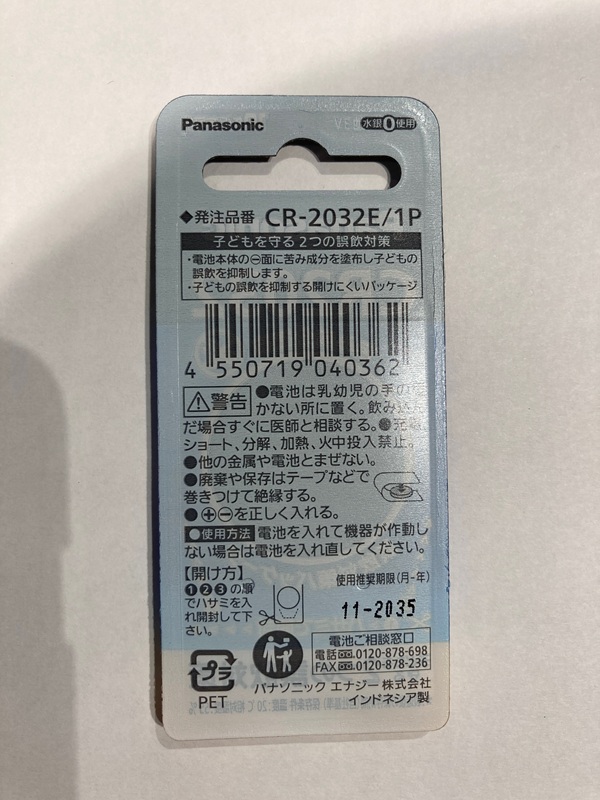 Panasonic
水銀0使用
◆発注品番 CR-2032E/1P
子どもを守る2つの誤飲対策
・電池本体の⊖面に苦み成分を塗布し子どもの
誤飲を抑制します。
・子どもの誤飲を抑制する開けにくいパッケージ
4 550719 040362
⚠警告 ●電池は乳幼児の手の
かない所に置く。飲み
だ場合すぐに医師と相談する。●
ショート、分解、加熱、火中投入禁止。
●他の金属や電池とまぜない。
●廃棄や保存はテープなどで
巻きつけて絶縁する。
●⊕⊖を正しく入れる。
●使用方法 電池を入れて機器が作動し
ない場合は電池を入れ直してください。
【開け方】
❶❷❸の順
でハサミを入
れ開封して下
さい。
使用推奨期限(月-年)
11-2035
電池ご相談窓口
電話 0120-878-698
FAX 0120-878-236
プラ
PET
パナソニック エナジー株式会社
インドネシア製